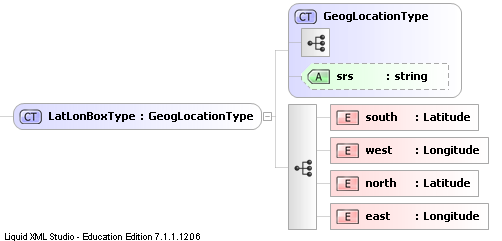 CT GeogLocationType
A srs : string
CT LatLonBoxType : GeogLocationType
E south : Latitude
E west : Longitude
E north : Latitude
E east : Longitude
Liquid XML Studio - Education Edition 7.1.1.1206